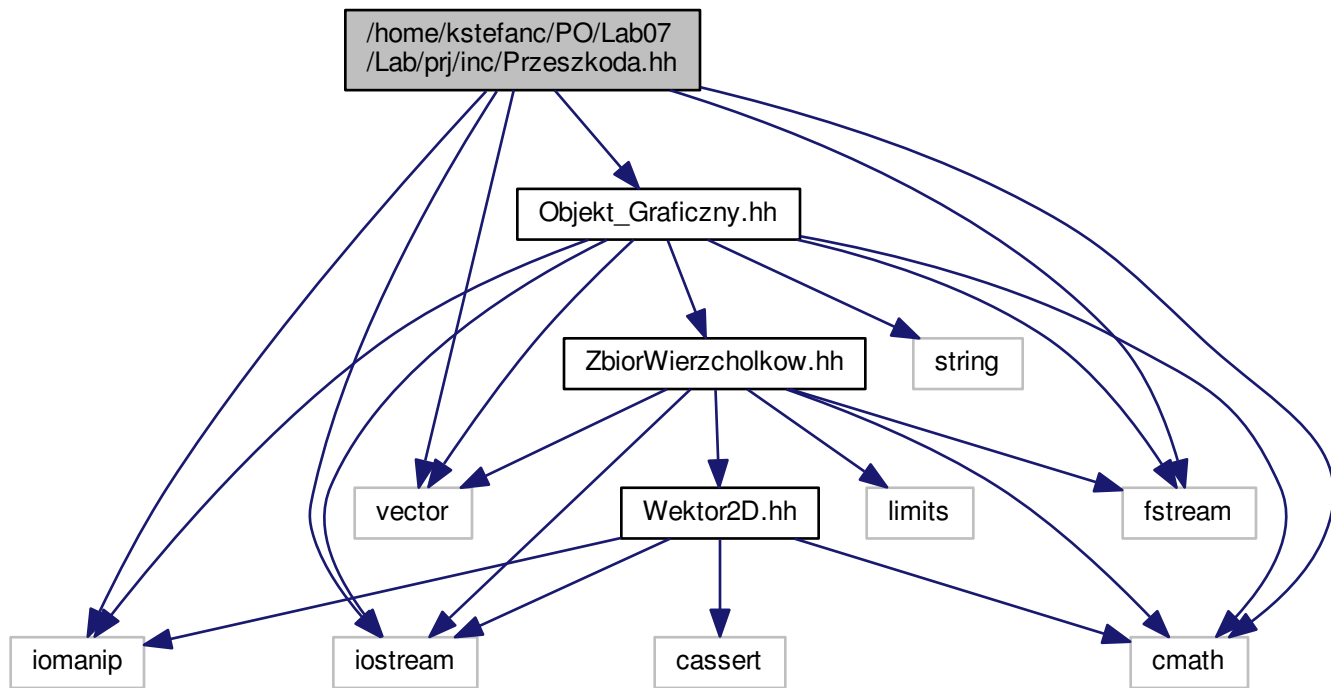 /home/kstefanc/PO/Lab07
/Lab/prj/inc/Przeszkoda.hh
Objekt_Graficzny.hh
ZbiorWierzcholkow.hh
string
vector
Wektor2D.hh
limits
fstream
iomanip
iostream
cassert
cmath